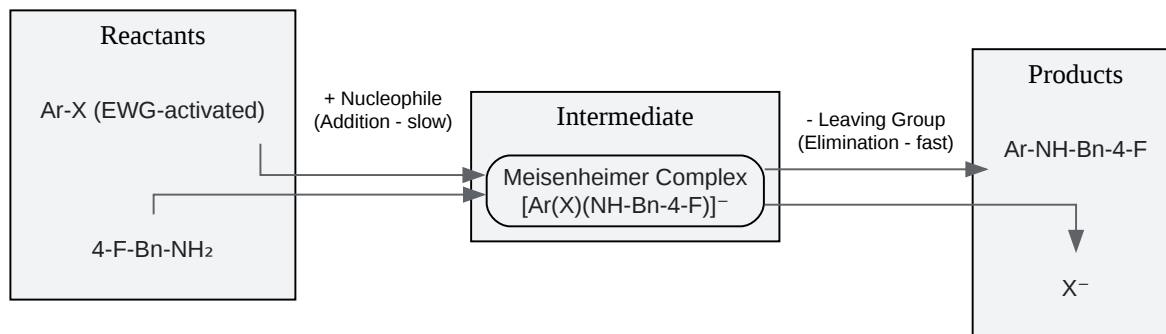 Reactants
Ar-X (EWG-activated)
4-F-Bn-NH₂
+ Nucleophile
(Addition - slow)
Intermediate
Meisenheimer Complex
[Ar(X)(NH-Bn-4-F)]⁻
- Leaving Group
(Elimination - fast)
Products
Ar-NH-Bn-4-F
X⁻